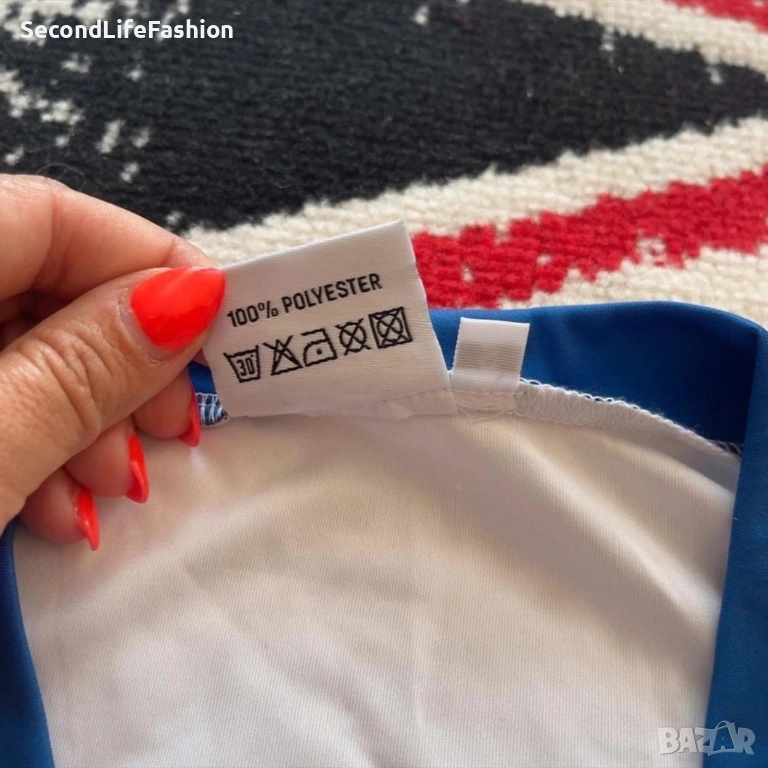 SecondLifeFashion
100% POLYESTER
30
BAZAR